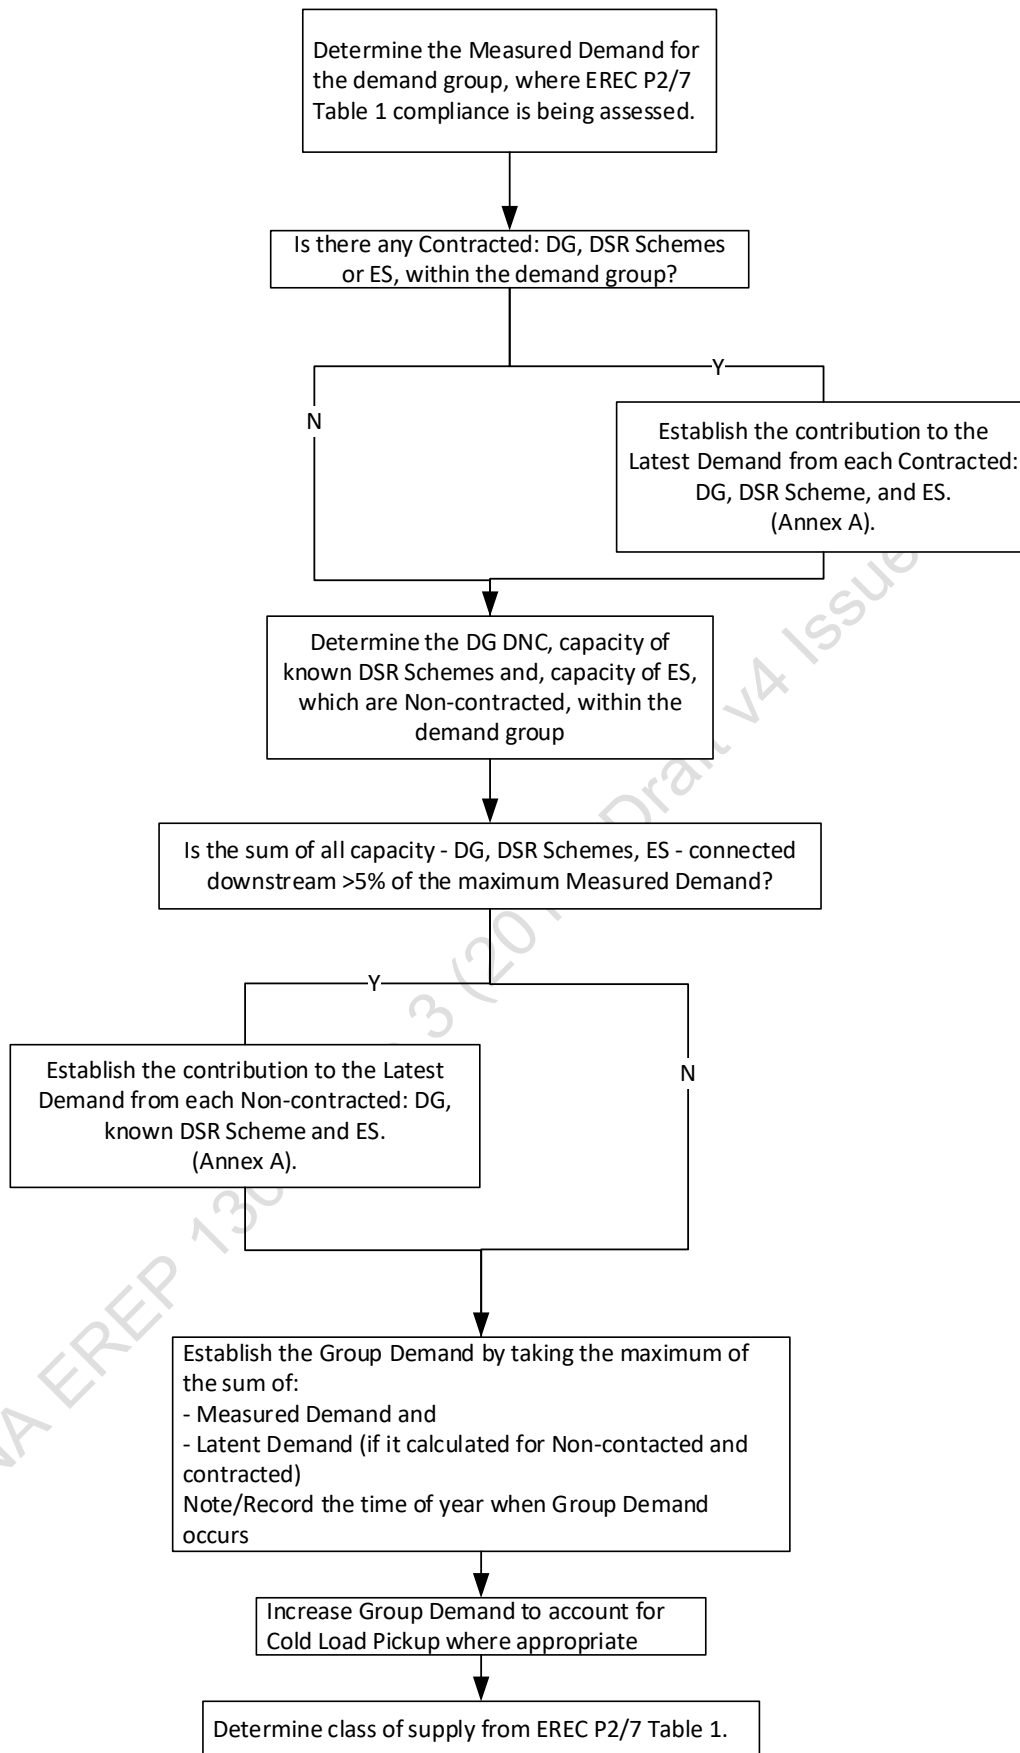 Determine the Measured Demand for
the demand group, where EREC P2/7
Table 1 compliance is being assessed.
Is there any Contracted: DG, DSR Schemes
or ES, within the demand group?
Y
N
Establish the contribution to the
Latest Demand from each Contracted:
DG, DSR Scheme, and ES.
(Annex A).
Determine the DG DNC, capacity of
known DSR Schemes and, capacity of ES,
which are Non-contracted, within the
demand group
Is the sum of all capacity - DG, DSR Schemes, ES - connected
downstream >5% of the maximum Measured Demand?
Y
N
Establish the contribution to the Latest
Demand from each Non-contracted: DG,
known DSR Scheme and ES.
(Annex A).
Establish the Group Demand by taking the maximum of
the sum of:
- Measured Demand and
- Latent Demand (if it calculated for Non-contacted and
contracted)
Note/Record the time of year when Group Demand
occurs
Increase Group Demand to account for
Cold Load Pickup where appropriate
Determine class of supply from EREC P2/7 Table 1.
EREP 3 v4 Issue